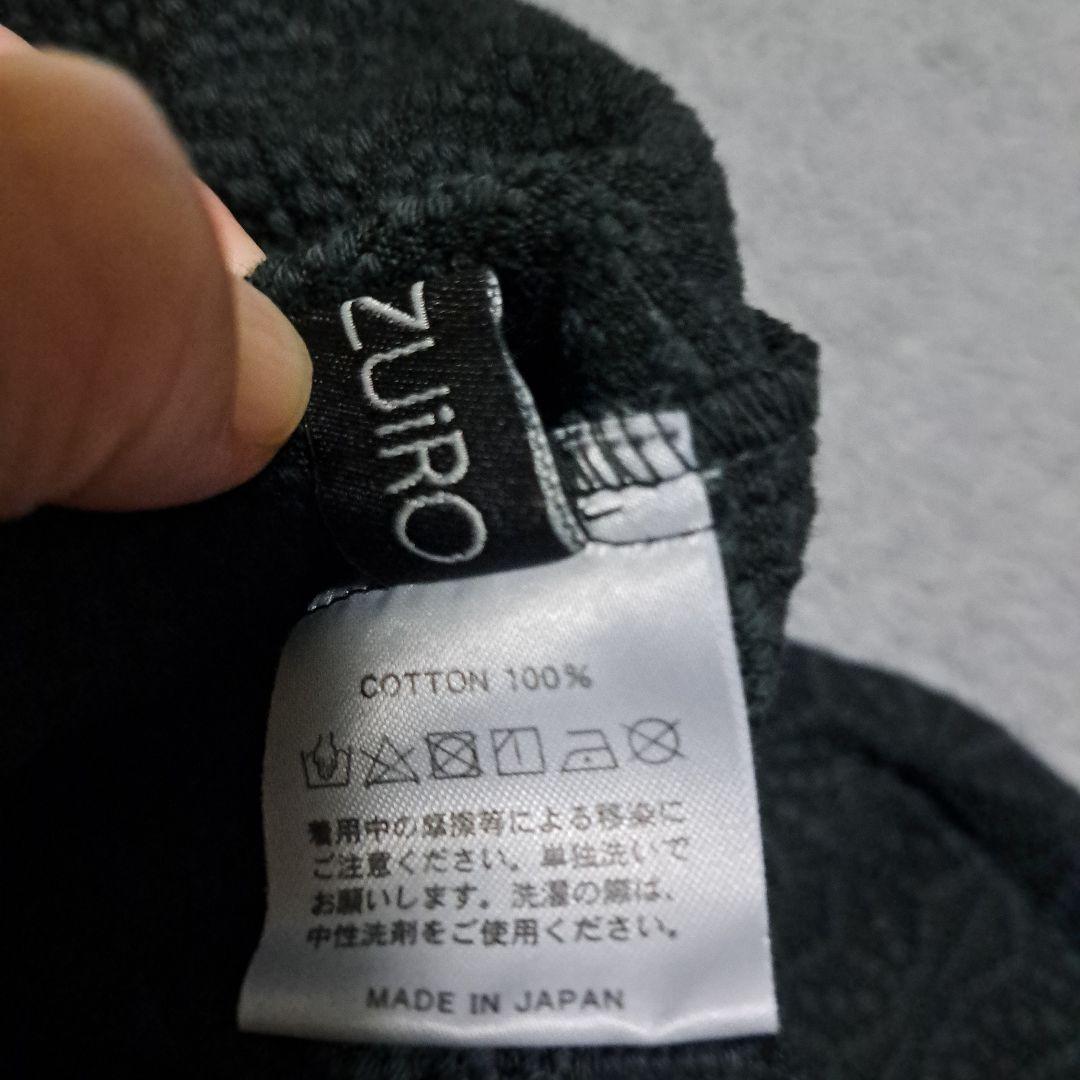 ZUiRO
COTTON 100%
着用中の摩擦等による移染に
ご注意ください。単独洗いで
お願いします。洗濯の際は、
中性洗剤をご使用ください。
MADE IN JAPAN